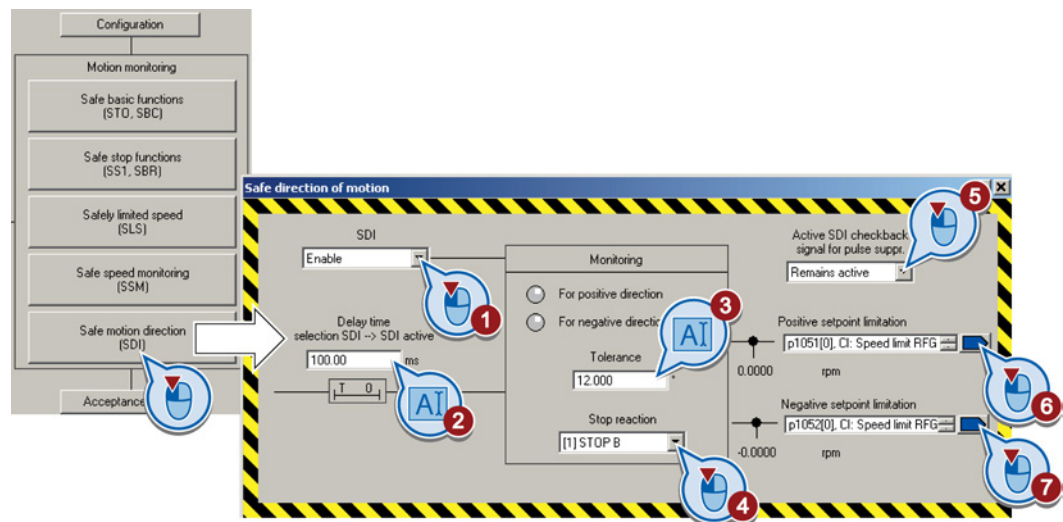 Configuration
Motion monitoring
Safe basic functions
(STO, SBC)
Safe stop functions
(SS1, SBR)
Safely limited speed
(SLS)
Safe speed monitoring
(SSM)
Safe motion direction
(SDI)
Acceptance
Safe direction of motion
SDI
Enable
1
Delay time
selection SDI --> SDI active
100.00 ms
T 0
AI
2
Monitoring
For positive direction
For negative direction
AI
3
Tolerance
12.000 °
Stop reaction
[1] STOP B
4
Active SDI checkback
signal for pulse suppr.
Remains active
5
Positive setpoint limitation
p1051[0], CI: Speed limit RFG
0.0000 rpm
6
Negative setpoint limitation
p1052[0], CI: Speed limit RFG
-0.0000 rpm
7